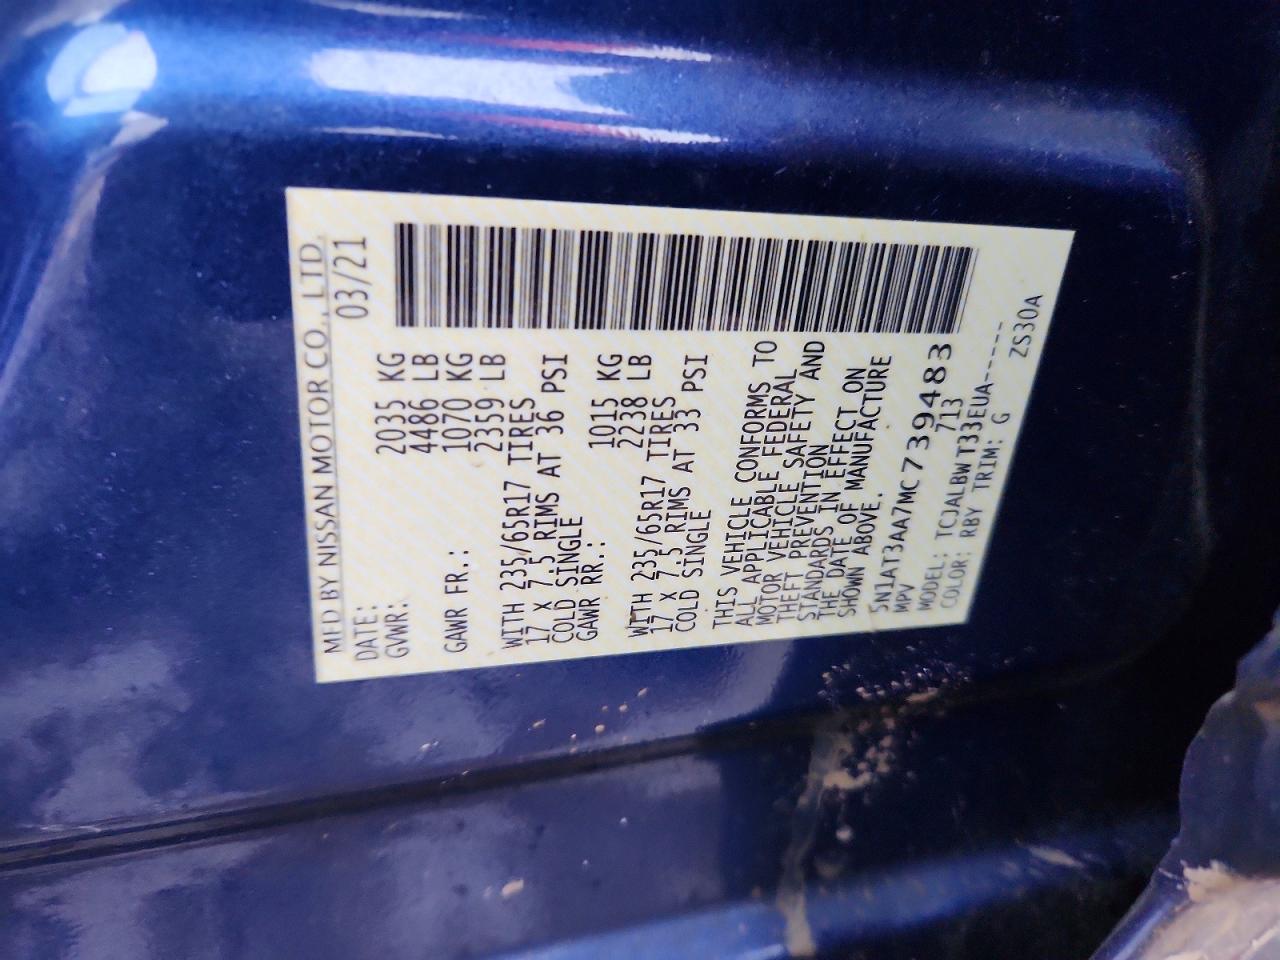 MFD BY NISSAN MOTOR CO., LTD.
DATE: 03/21
GVWR: 2035 KG
4486 LB
GAWR FR.: 1070 KG
2359 LB
WITH 235/65R17 TIRES
17 X 7.5 RIMS AT 36 PSI
COLD SINGLE
GAWR RR.: 1015 KG
2238 LB
WITH 235/65R17 TIRES
17 X 7.5 RIMS AT 33 PSI
COLD SINGLE
THIS VEHICLE CONFORMS TO
ALL APPLICABLE FEDERAL
MOTOR VEHICLE SAFETY AND
THEFT PREVENTION
STANDARDS IN EFFECT ON
THE DATE OF MANUFACTURE
SHOWN ABOVE.
5N1AT3AA7MC739483
MPV 713
MODEL: TCJALBWT33EUA------
COLOR: RBY TRIM: G ZS30A